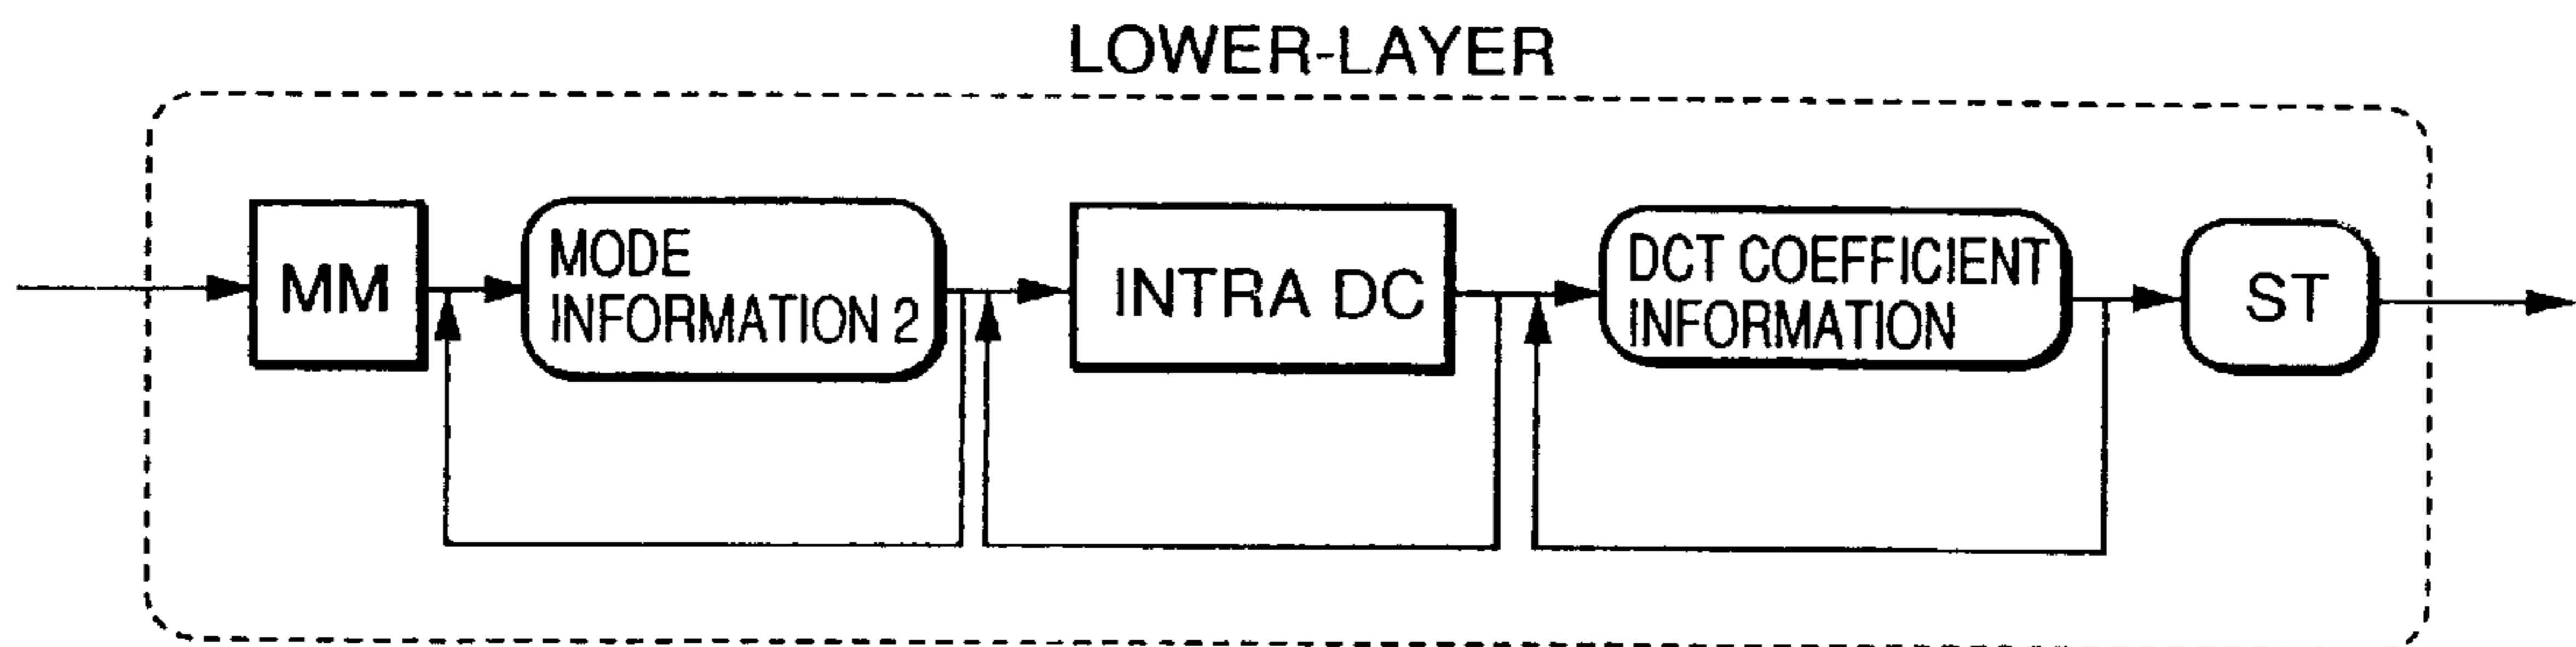 LOWER-LAYER
MM
MODE
INFORMATION 2
INTRA DC
DCT COEFFICIENT
INFORMATION
ST